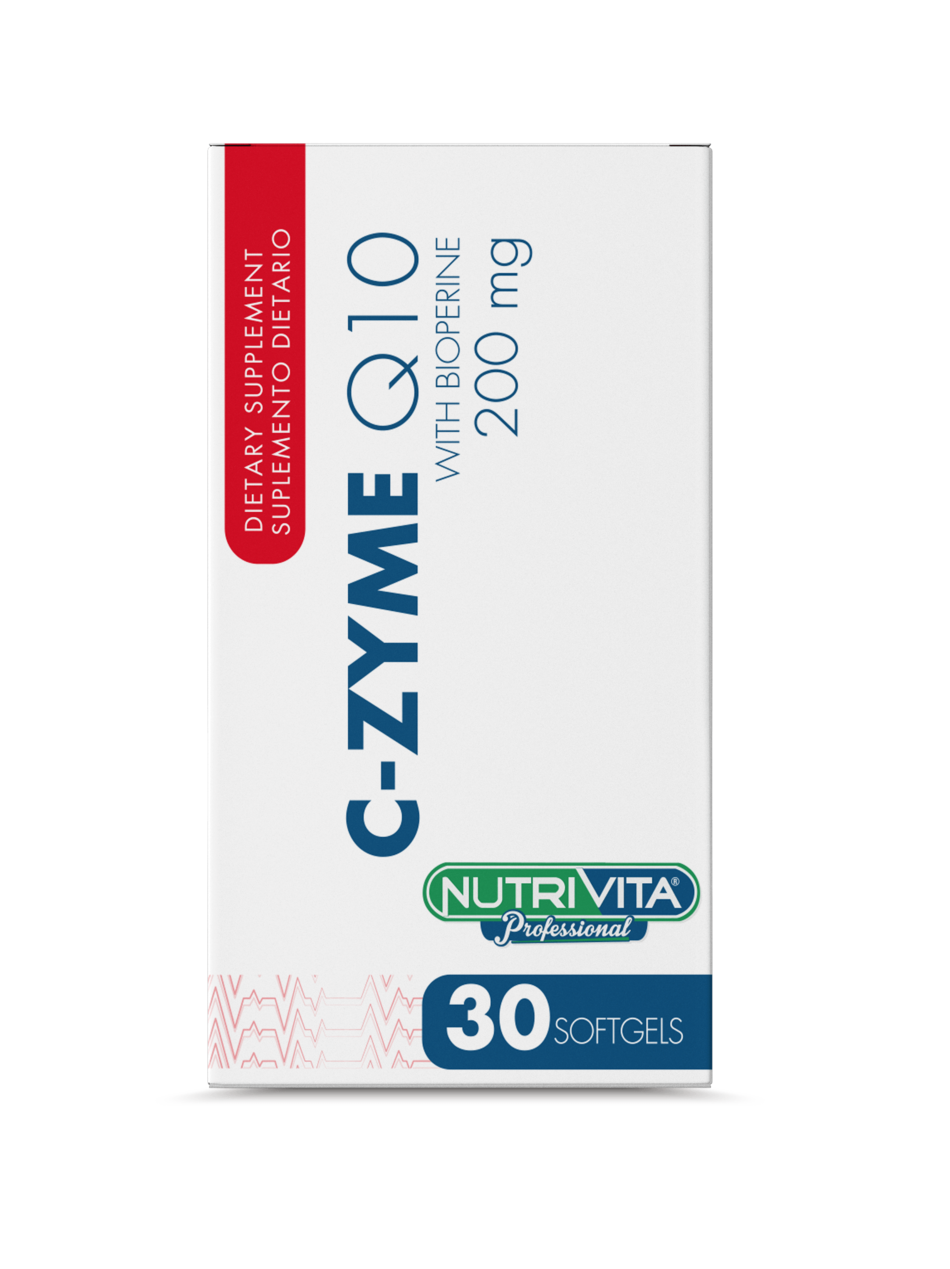 DIETARY SUPPLEMENT
SUPLEMENTO DIETARIO
C-ZYME Q10
WITH BIOPERINE
200 mg
NUTRIVITA®
Professional
30 SOFTGELS